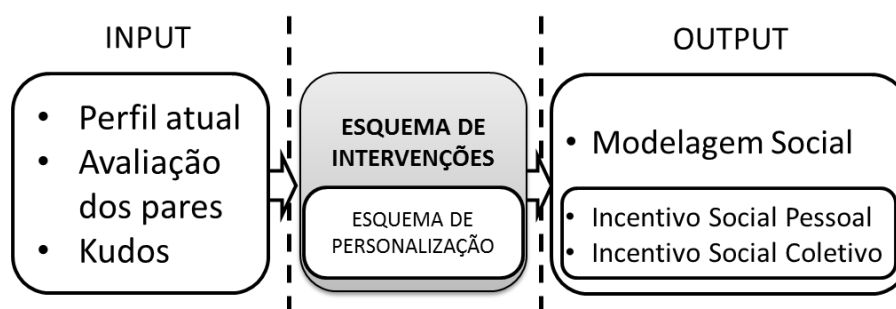 INPUT
• Perfil atual
• Avaliação
dos pares
• Kudos
ESQUEMA DE
INTERVENÇÕES
ESQUEMA DE
PERSONALIZAÇÃO
OUTPUT
• Modelagem Social
• Incentivo Social Pessoal
• Incentivo Social Coletivo